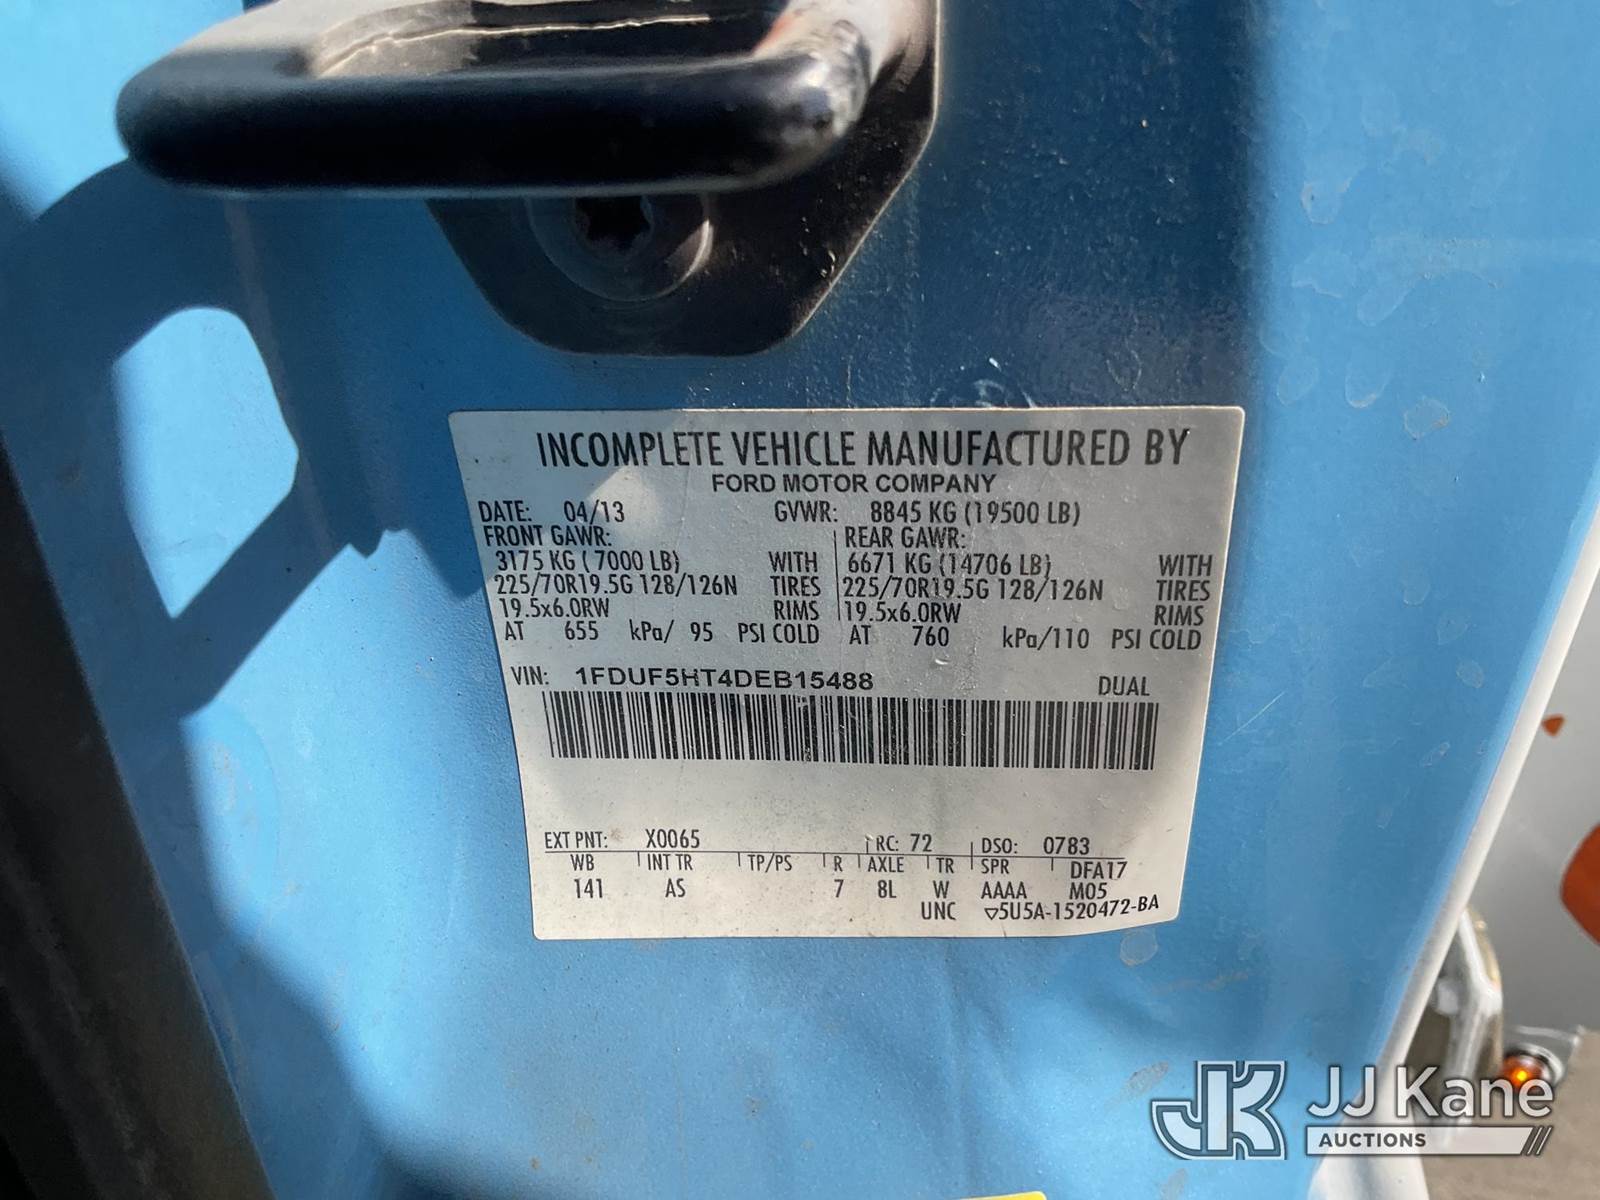 INCOMPLETE VEHICLE MANUFACTURED BY
FORD MOTOR COMPANY
DATE: 04/13 GVWR: 8845 KG (19500 LB)
FRONT GAWR: REAR GAWR:
3175 KG ( 7000 LB) WITH 6671 KG (14706 LB) WITH
225/70R19.5G 128/126N TIRES 225/70R19.5G 128/126N TIRES
19.5x6.0RW RIMS 19.5x6.0RW RIMS
AT 655 kPa/ 95 PSI COLD AT 760 kPa/110 PSI COLD
VIN: 1FDUF5HT4DEB15488 DUAL
EXT PNT: X0065 RC: 72 DSO: 0783
WB INT TR TP/PS R AXLE TR SPR DFA17
141 AS 7 8L W AAAA M05
UNC ▽5U5A-1520472-BA
JK JJ Kane
AUCTIONS